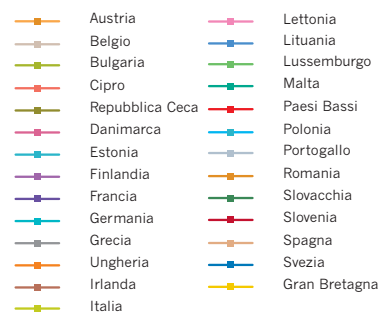 Austria
Belgio
Bulgaria
Cipro
Repubblica Ceca
Danimarca
Estonia
Finlandia
Francia
Germania
Grecia
Ungheria
Irlanda
Italia
Lettonia
Lituania
Lussemburgo
Malta
Paesi Bassi
Polonia
Portogallo
Romania
Slovacchia
Slovenia
Spagna
Svezia
Gran Bretagna